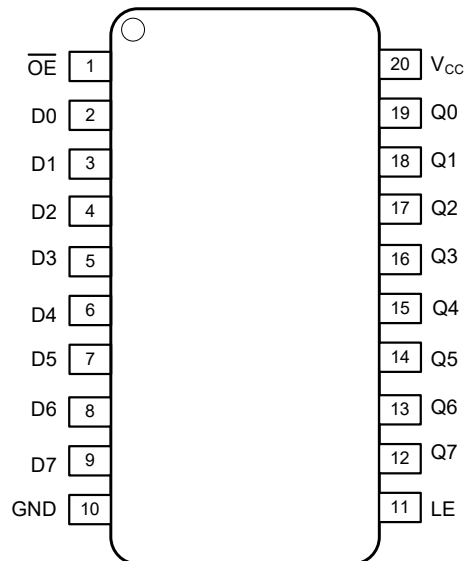 O̅E̅ 1 20 VCC
D0 2 19 Q0
D1 3 18 Q1
D2 4 17 Q2
D3 5 16 Q3
D4 6 15 Q4
D5 7 14 Q5
D6 8 13 Q6
D7 9 12 Q7
GND 10 11 LE